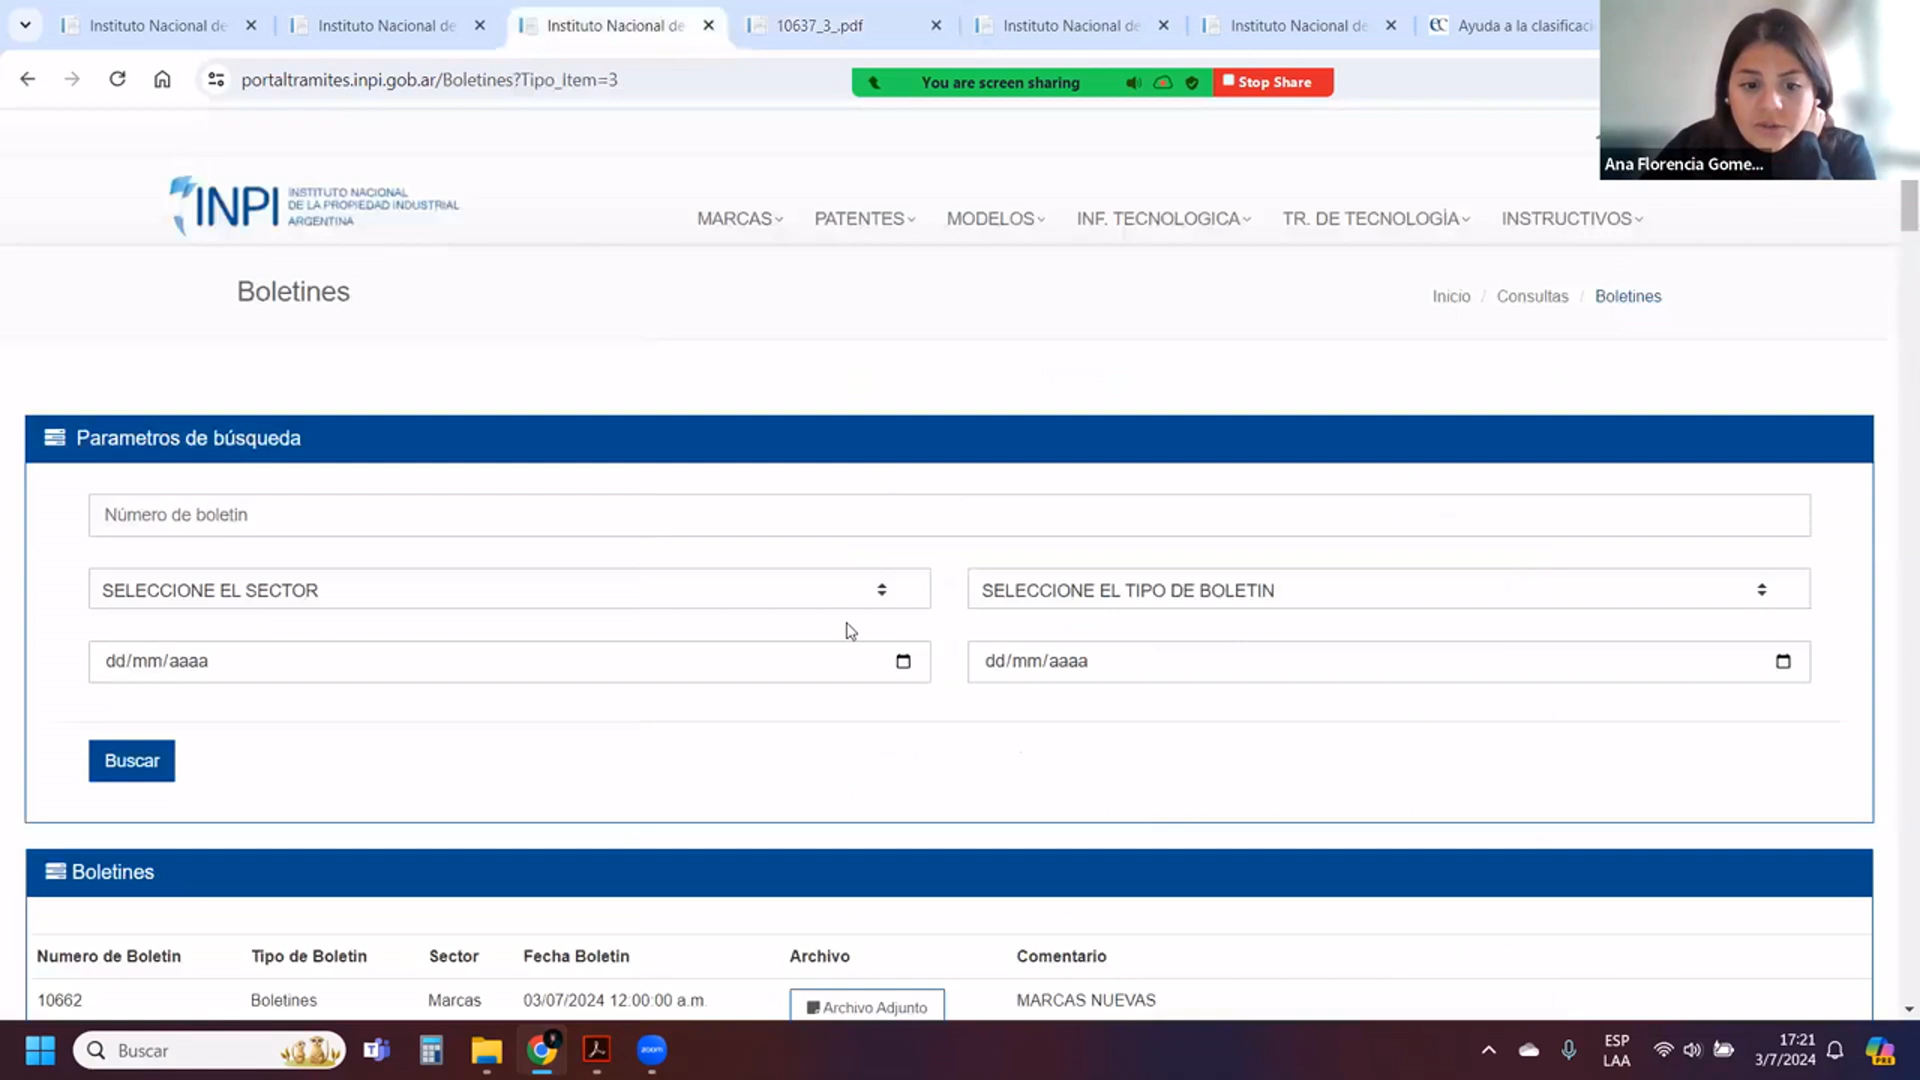 Instituto Nacional de
Instituto Nacional de
Instituto Nacional de
10637_3_.pdf
Instituto Nacional de
Instituto Nacional de
Ayuda a la clasificaci
portaltramites.inpi.gob.ar/Boletines?Tipo_Item=3
You are screen sharing
Stop Share
Ana Florencia Gome...
INPI
INSTITUTO NACIONAL
DE LA PROPIEDAD INDUSTRIAL
ARGENTINA
MARCAS
PATENTES
MODELOS
INF. TECNOLOGICA
TR. DE TECNOLOGÌA
INSTRUCTIVOS
Boletines
Inicio / Consultas / Boletines
Parametros de búsqueda
Número de boletin
SELECCIONE EL SECTOR
SELECCIONE EL TIPO DE BOLETIN
dd/mm/aaaa
dd/mm/aaaa
Buscar
Boletines
Numero de Boletin Tipo de Boletin Sector Fecha Boletin Archivo Comentario
10662 Boletines Marcas 03/07/2024 12:00:00 a.m. Archivo Adjunto MARCAS NUEVAS
Buscar
zoom
ESP
LAA
17:21
3/7/2024
PRE